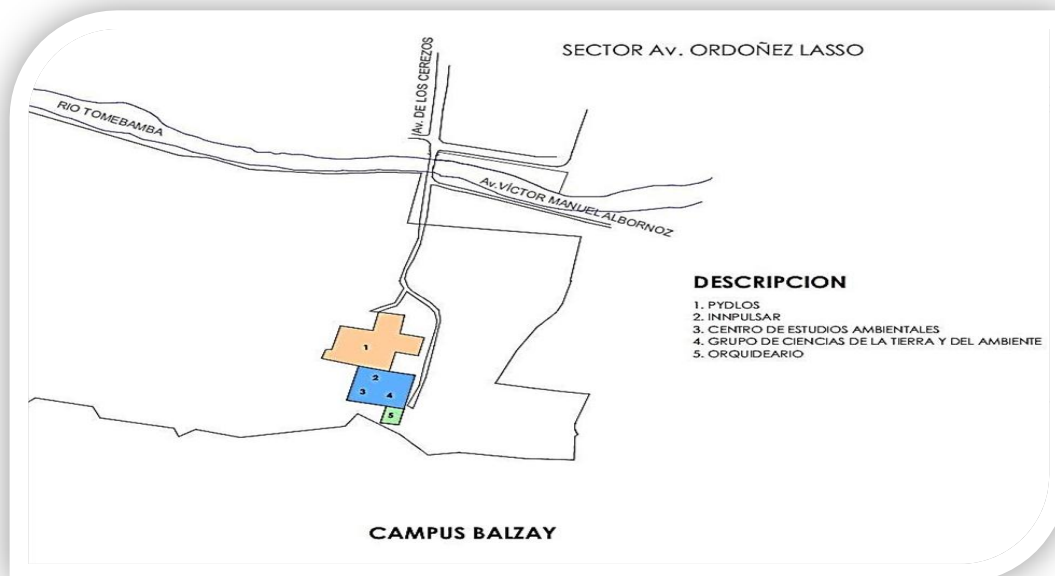 SECTOR Av. ORDOÑEZ LASSO
Av. DE LOS CEREZOS
RIO TOMEBAMBA
Av. VÍCTOR MANUEL ALBORNOZ
DESCRIPCION
1. PYDLOS
2. INNPULSAR
3. CENTRO DE ESTUDIOS AMBIENTALES
4. GRUPO DE CIENCIAS DE LA TIERRA Y DEL AMBIENTE
5. ORQUIDEARIO
1
2
3 4
5
CAMPUS BALZAY